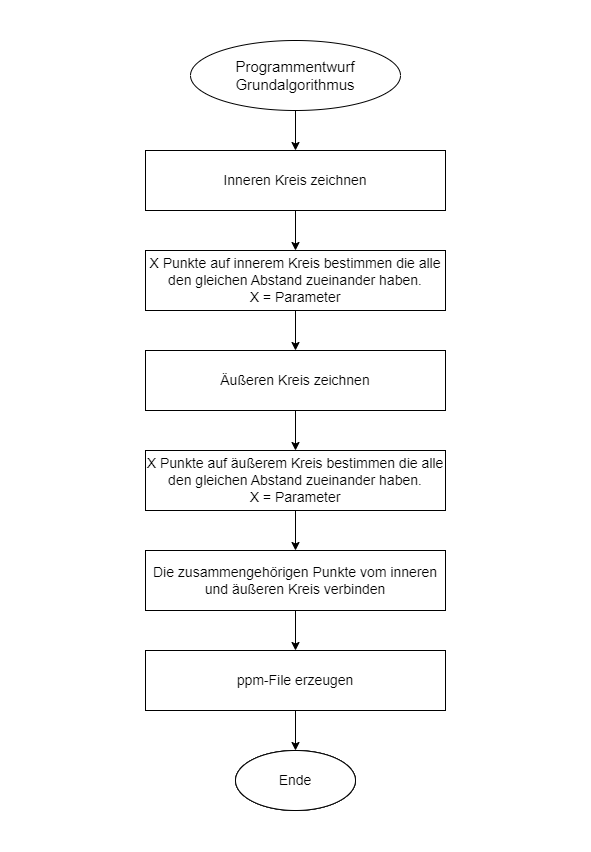 Programmentwurf
Grundalgorithmus
Inneren Kreis zeichnen
X Punkte auf innerem Kreis bestimmen die alle
den gleichen Abstand zueinander haben.
X = Parameter
Äußeren Kreis zeichnen
X Punkte auf äußerem Kreis bestimmen die alle
den gleichen Abstand zueinander haben.
X = Parameter
Die zusammengehörigen Punkte vom inneren
und äußeren Kreis verbinden
ppm-File erzeugen
Ende